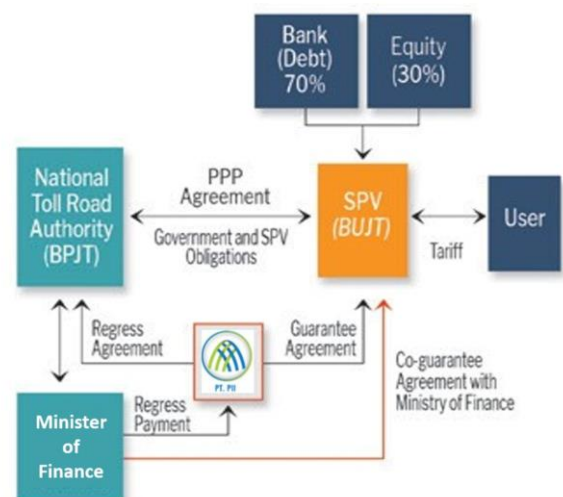 Bank
(Debt)
70%
Equity
(30%)
National
Toll Road
Authority
(BPJT)
PPP
Agreement
Government and SPV
Obligations
SPV
(BUJT)
Tariff
User
Regress
Agreement
PT. PII
Guarantee
Agreement
Co-guarantee
Agreement with
Ministry of Finance
Regress
Payment
Minister
of
Finance